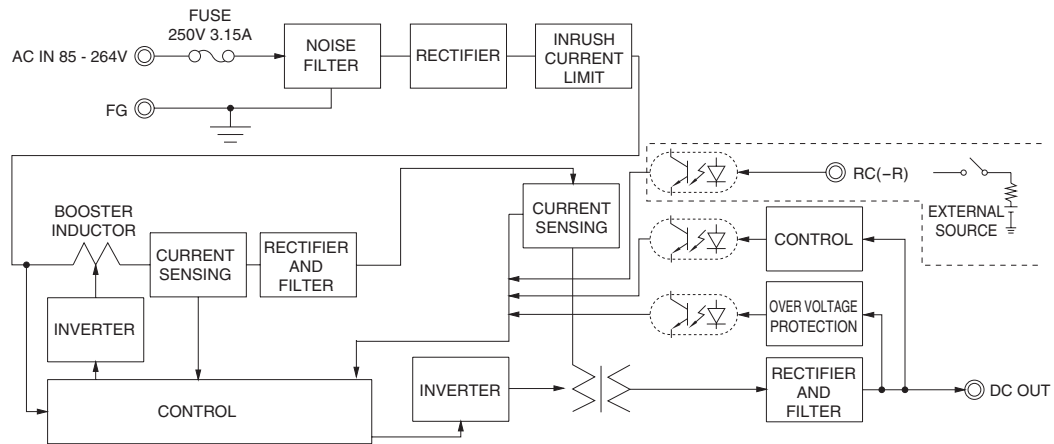 FUSE
250V 3.15A
AC IN 85 - 264V
NOISE
FILTER
RECTIFIER
INRUSH
CURRENT
LIMIT
FG
RC(−R)
EXTERNAL
SOURCE
BOOSTER
INDUCTOR
CURRENT
SENSING
RECTIFIER
AND
FILTER
CURRENT
SENSING
CONTROL
INVERTER
OVER VOLTAGE
PROTECTION
CONTROL
INVERTER
RECTIFIER
AND
FILTER
DC OUT